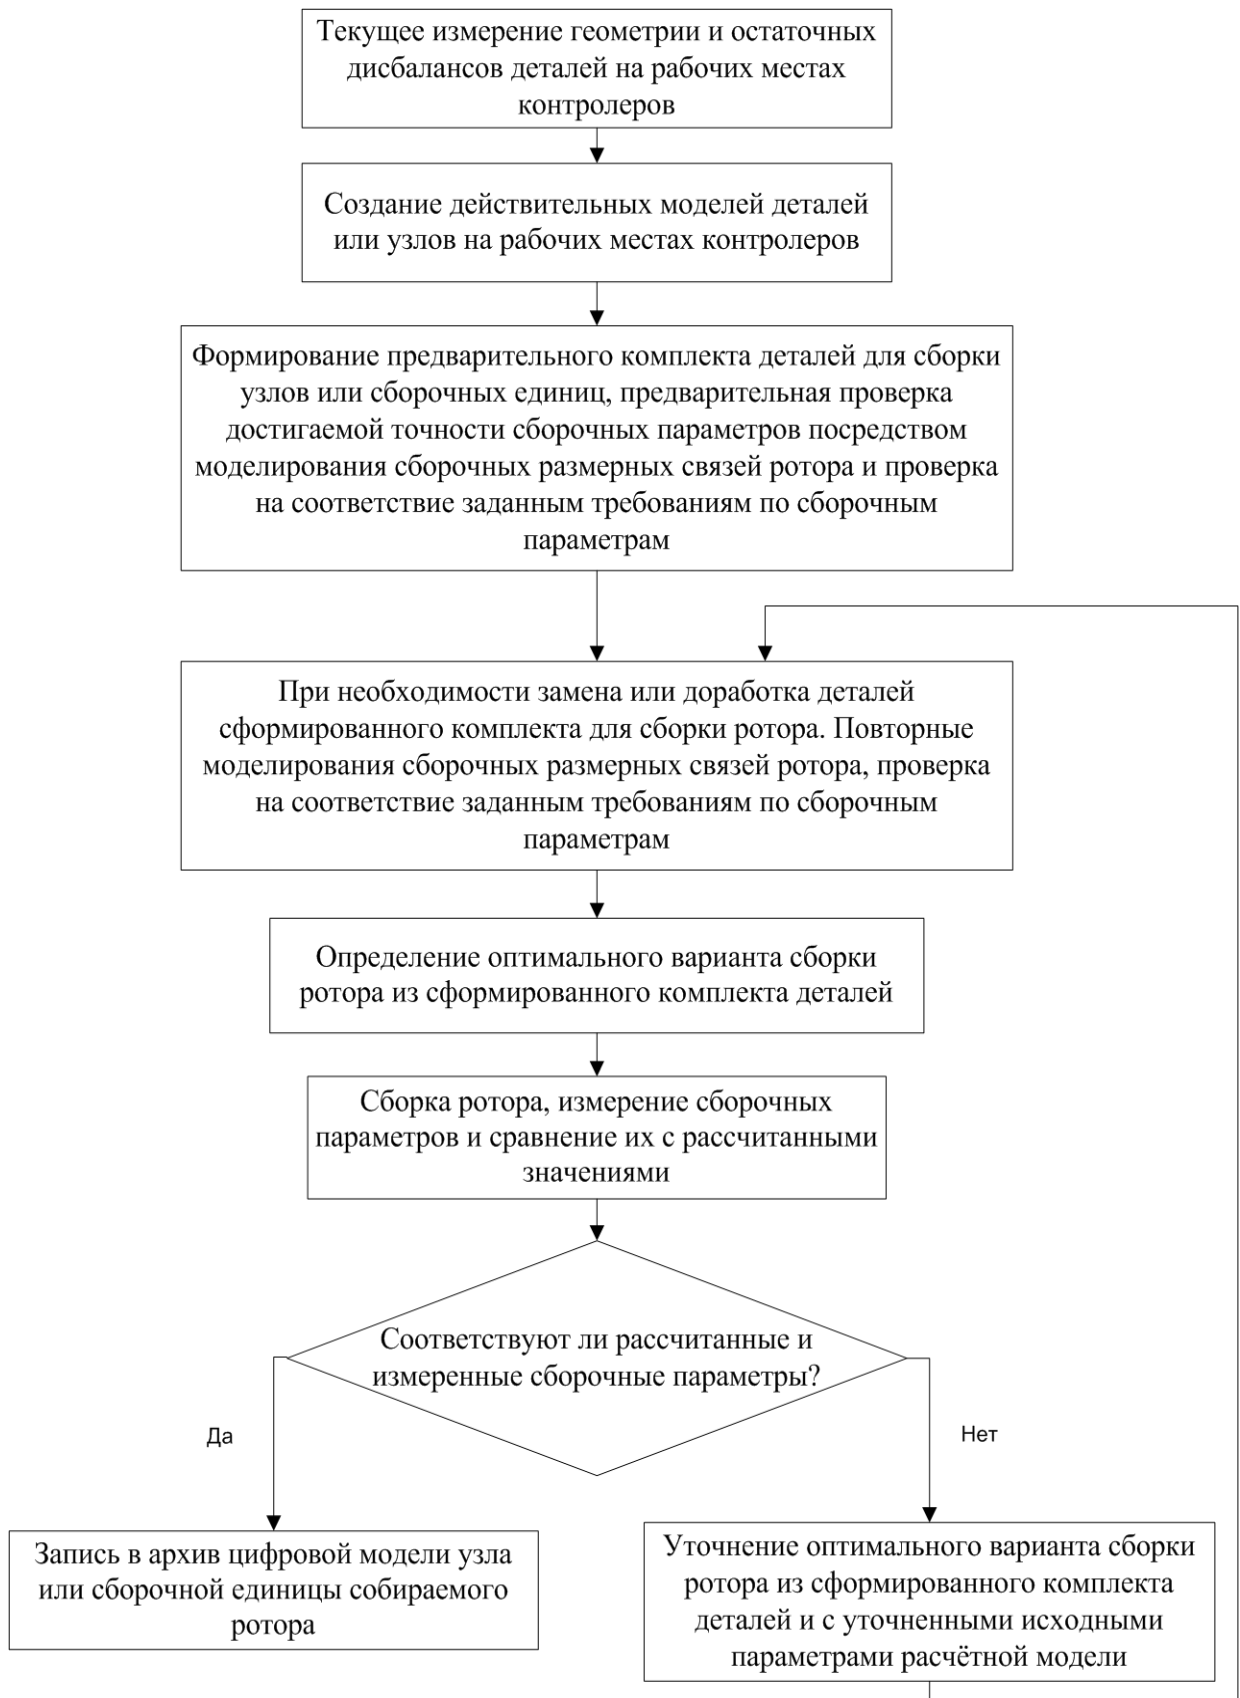 Текущее измерение геометрии и остаточных
дисбалансов деталей на рабочих местах
контролеров
Создание действительных моделей деталей
или узлов на рабочих местах контролеров
Формирование предварительного комплекта деталей для сборки
узлов или сборочных единиц, предварительная проверка
достигаемой точности сборочных параметров посредством
моделирования сборочных размерных связей ротора и проверка
на соответствие заданным требованиям по сборочным
параметрам
При необходимости замена или доработка деталей
сформированного комплекта для сборки ротора. Повторные
моделирования сборочных размерных связей ротора, проверка
на соответствие заданным требованиям по сборочным
параметрам
Определение оптимального варианта сборки
ротора из сформированного комплекта деталей
Сборка ротора, измерение сборочных
параметров и сравнение их с рассчитанными
значениями
Соответствуют ли рассчитанные и
измеренные сборочные параметры?
Да
Нет
Запись в архив цифровой модели узла
или сборочной единицы собираемого
ротора
Уточнение оптимального варианта сборки
ротора из сформированного комплекта
деталей и с уточненными исходными
параметрами расчётной модели